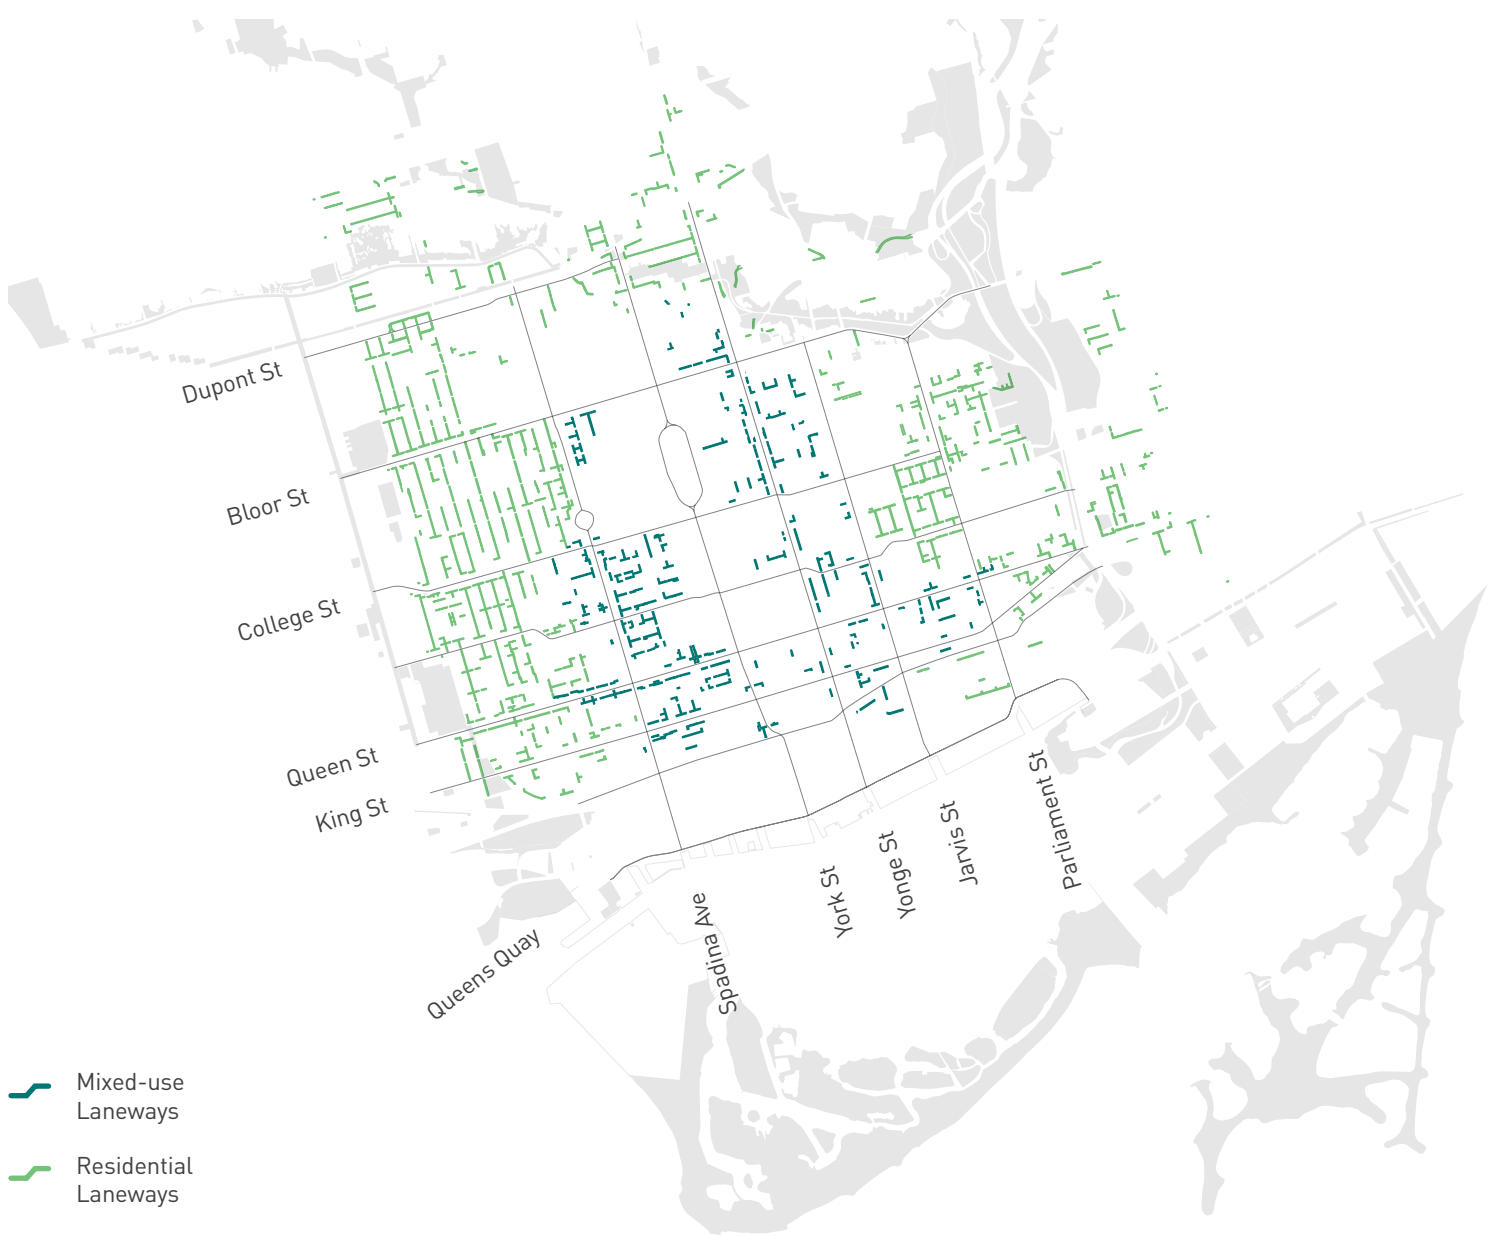 Dupont St
Bloor St
College St
Queen St
King St
Queens Quay
Spadina Ave
York St
Yonge St
Jarvis St
Parliament St
Mixed-use
Laneways
Residential
Laneways